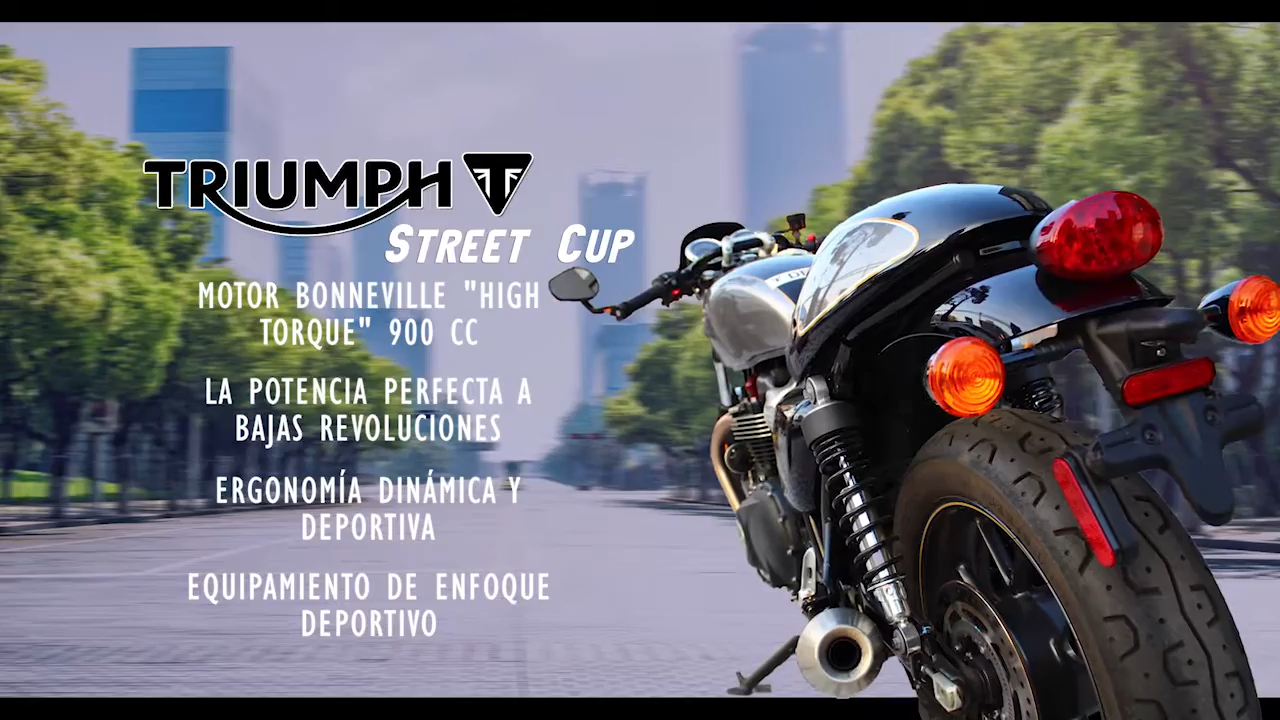 TRIUMPH
STREET CUP
MOTOR BONNEVILLE "HIGH
TORQUE" 900 CC
LA POTENCIA PERFECTA A
BAJAS REVOLUCIONES
ERGONOMÍA DINÁMICA Y
DEPORTIVA
EQUIPAMIENTO DE ENFOQUE
DEPORTIVO